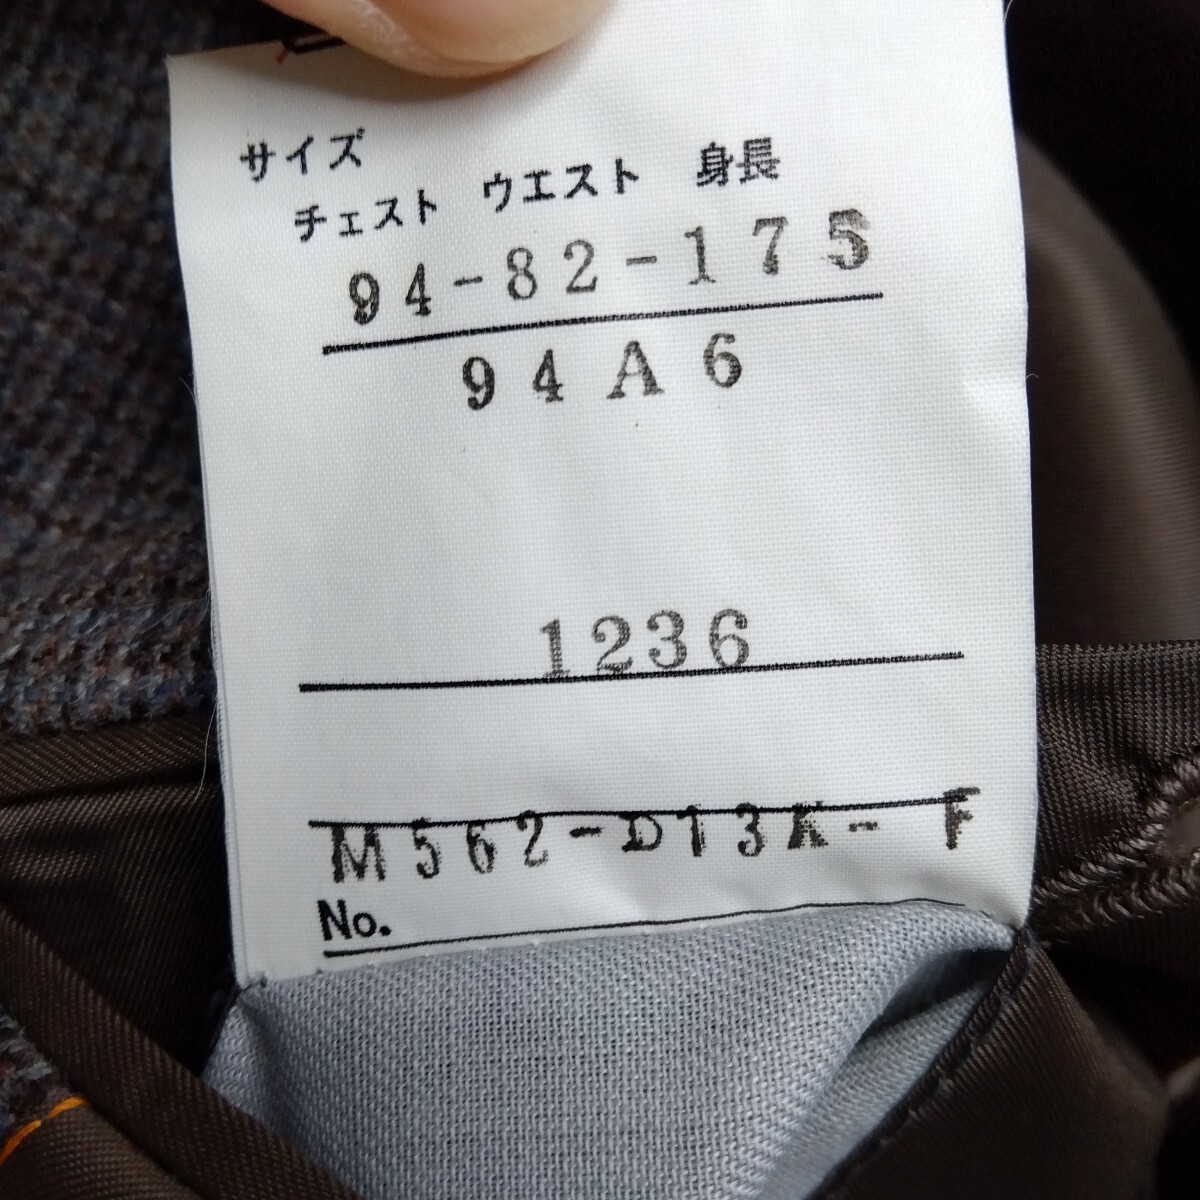 サイズ
チェスト ウエスト 身長
94-82-175
94A6
1236
M562-D13K- F
No.